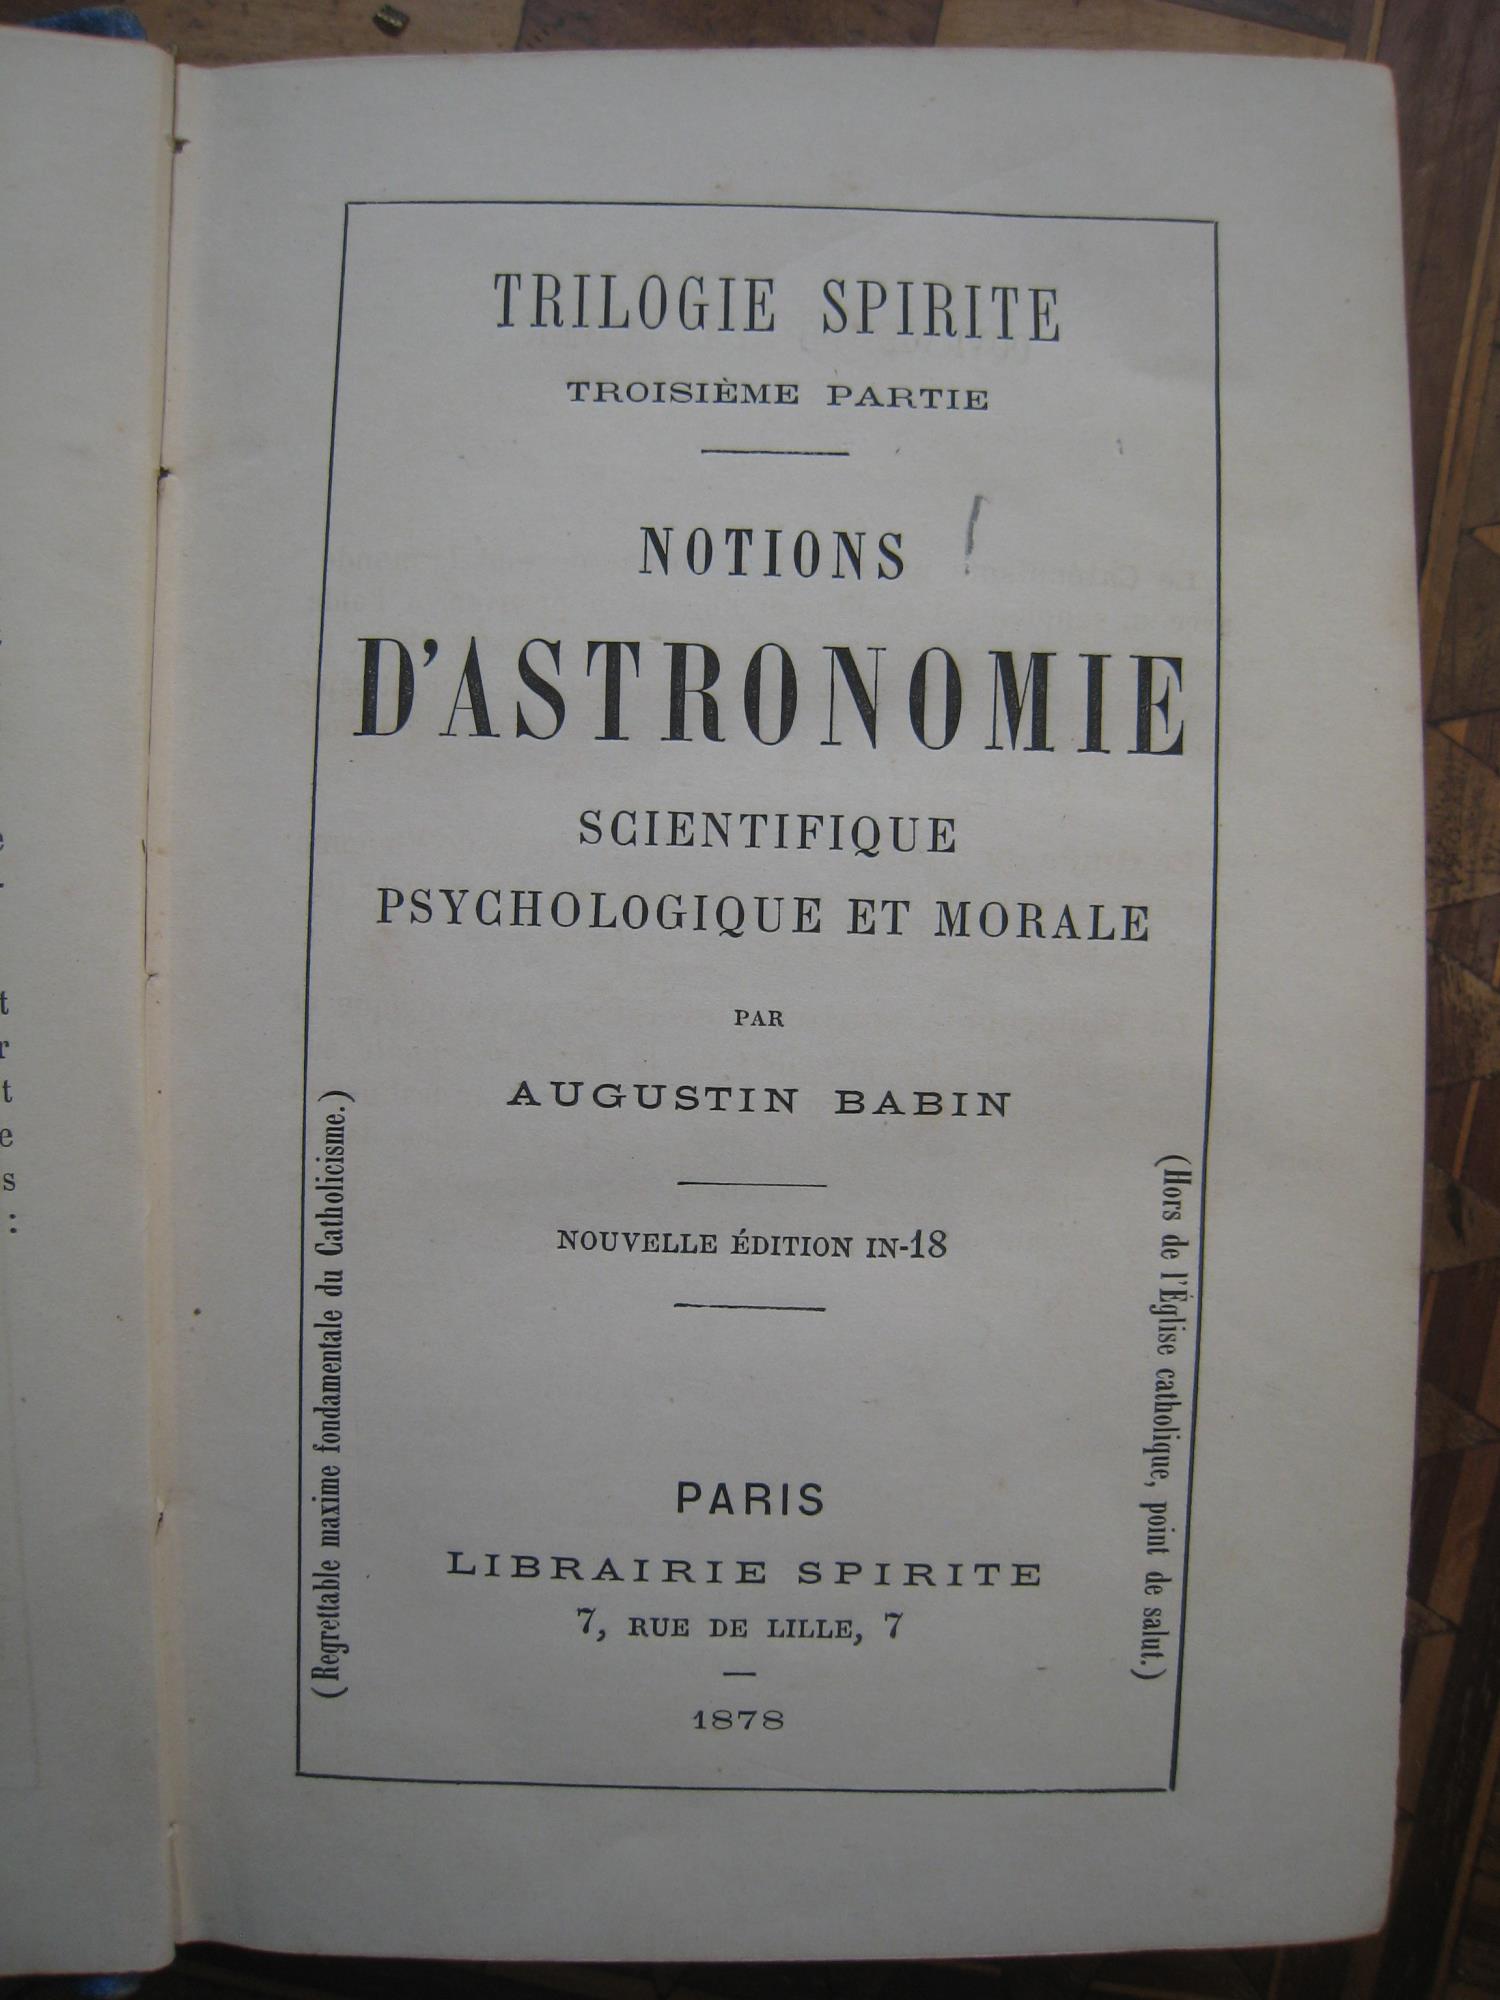 TRILOGIE SPIRITE
TROISIÈME PARTIE
NOTIONS
D'ASTRONOMIE
SCIENTIFIQUE
PSYCHOLOGIQUE ET MORALE
PAR
AUGUSTIN BABIN
NOUVELLE ÉDITION IN-18
(Regrettable maxime fondamentale du Catholicisme.)
(Hors de l'Église catholique, point de salut.)
PARIS
LIBRAIRIE SPIRITE
7, RUE DE LILLE, 7
1878